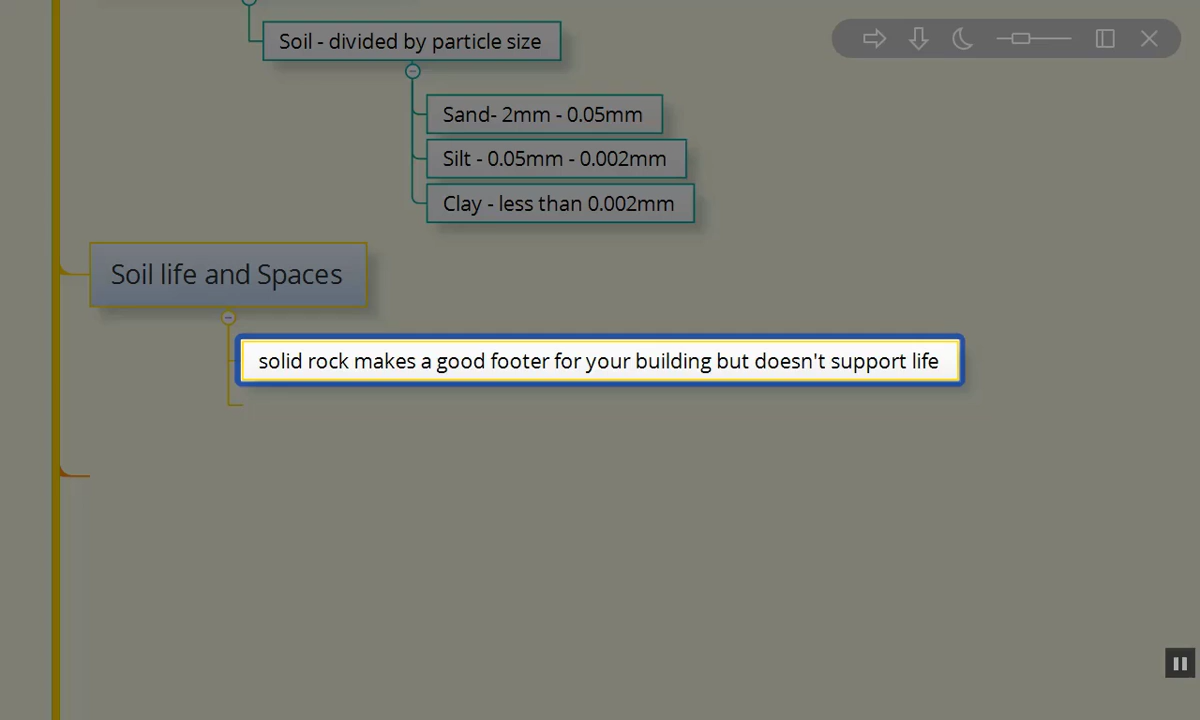 Soil - divided by particle size
Sand- 2mm - 0.05mm
Silt - 0.05mm - 0.002mm
Clay - less than 0.002mm
Soil life and Spaces
solid rock makes a good footer for your building but doesn't support life